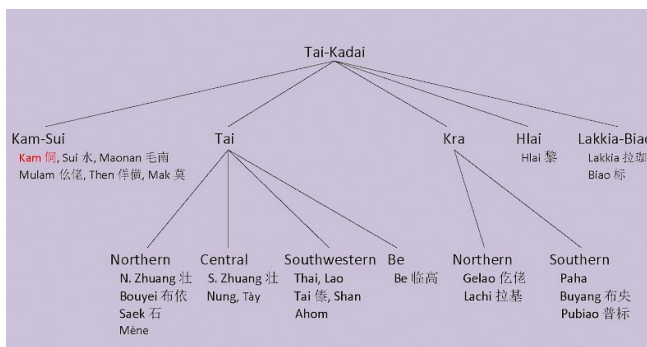 Tai-Kadai
Kam-Sui
Kam 侗, Sui 水, Maonan 毛南
Mulam 仫佬, Then 佯僙, Mak 莫
Tai
Kra
Hlai
Hlai 黎
Lakkia-Biao
Lakkia 拉珈
Biao 标
Northern
N. Zhuang 壮
Bouyei 布依
Saek 石
Mène
Central
S. Zhuang 壮
Nung, Tày
Southwestern
Thai, Lao
Tai 傣, Shan
Ahom
Be
Be 临高
Northern
Gelao 仡佬
Lachi 拉基
Southern
Paha
Buyang 布央
Pubiao 普标